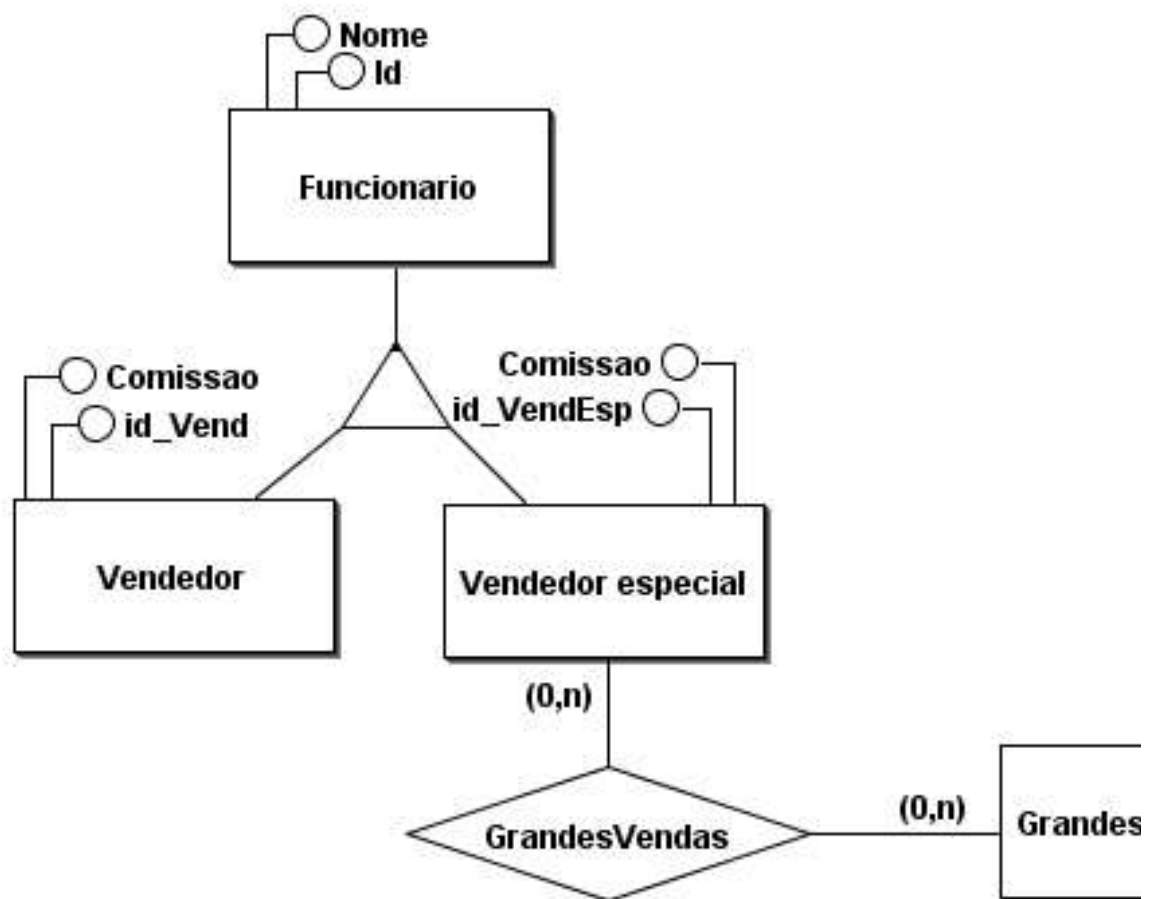 Nome
Id
Funcionario
Comissao
id_Vend
Comissao
id_VendEsp
Vendedor
Vendedor especial
(0,n)
GrandesVendas
(0,n)
Grandes